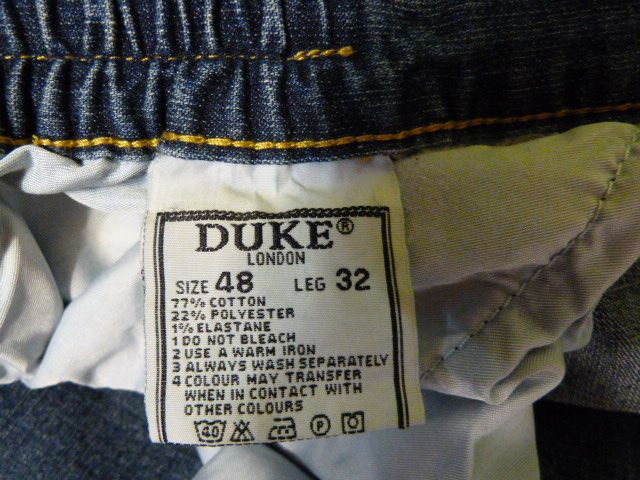 DUKE®
LONDON
SIZE 48 LEG 32
77% COTTON
22% POLYESTER
1% ELASTANE
1 DO NOT BLEACH
2 USE A WARM IRON
3 ALWAYS WASH SEPARATELY
4 COLOUR MAY TRANSFER
WHEN IN CONTACT WITH
OTHER COLOURS
40 P